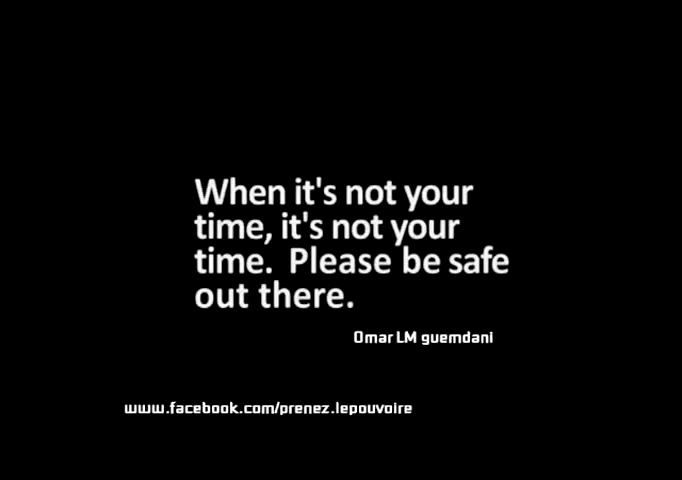 When it's not your
time, it's not your
time. Please be safe
out there.
Omar LM guemdani
www.facebook.com/prenez.lepouvoire